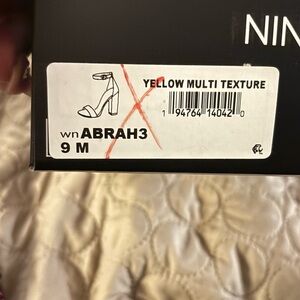 NIN
YELLOW MULTI TEXTURE
1 94764 14042 0
wn ABRAH3
9 M